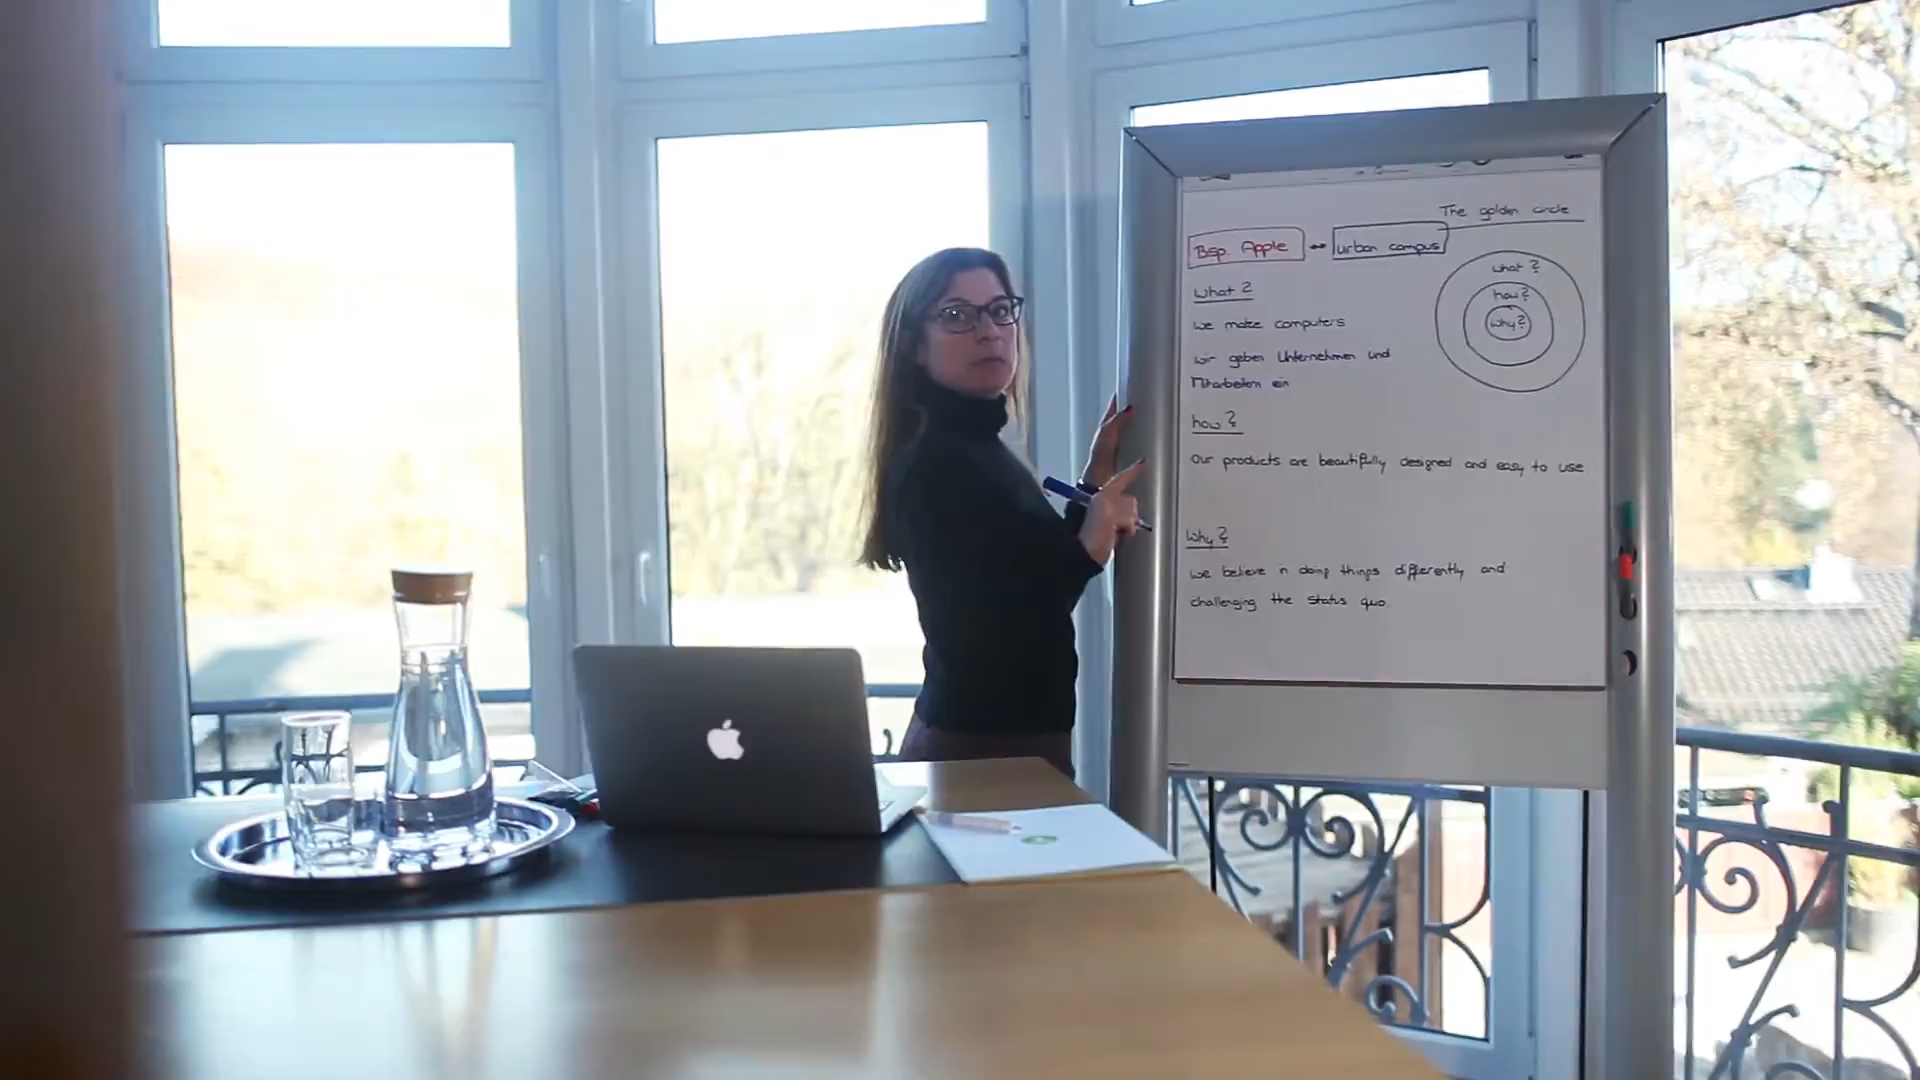 The golden circle
Bsp. Apple ↔ urban campus
what?
how?
why?
What?
We make computers
wir geben Unternehmen und
Mitarbeitern ein
how?
Our products are beautifully designed and easy to use.
Why?
we believe in doing things differently and
challenging the status quo.